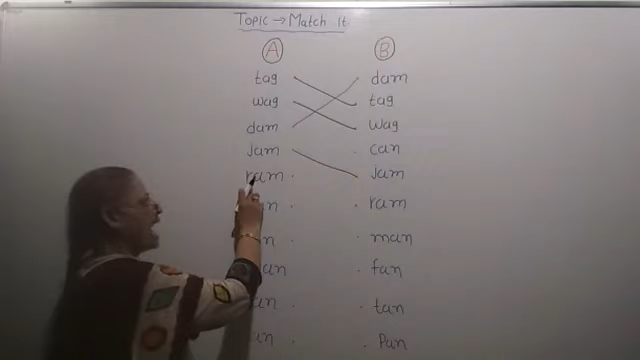 Topic → Match It
A B
tag dam
wag tag
dam wag
Jam can
ram Jam
ram
man
fan
tan
Pan